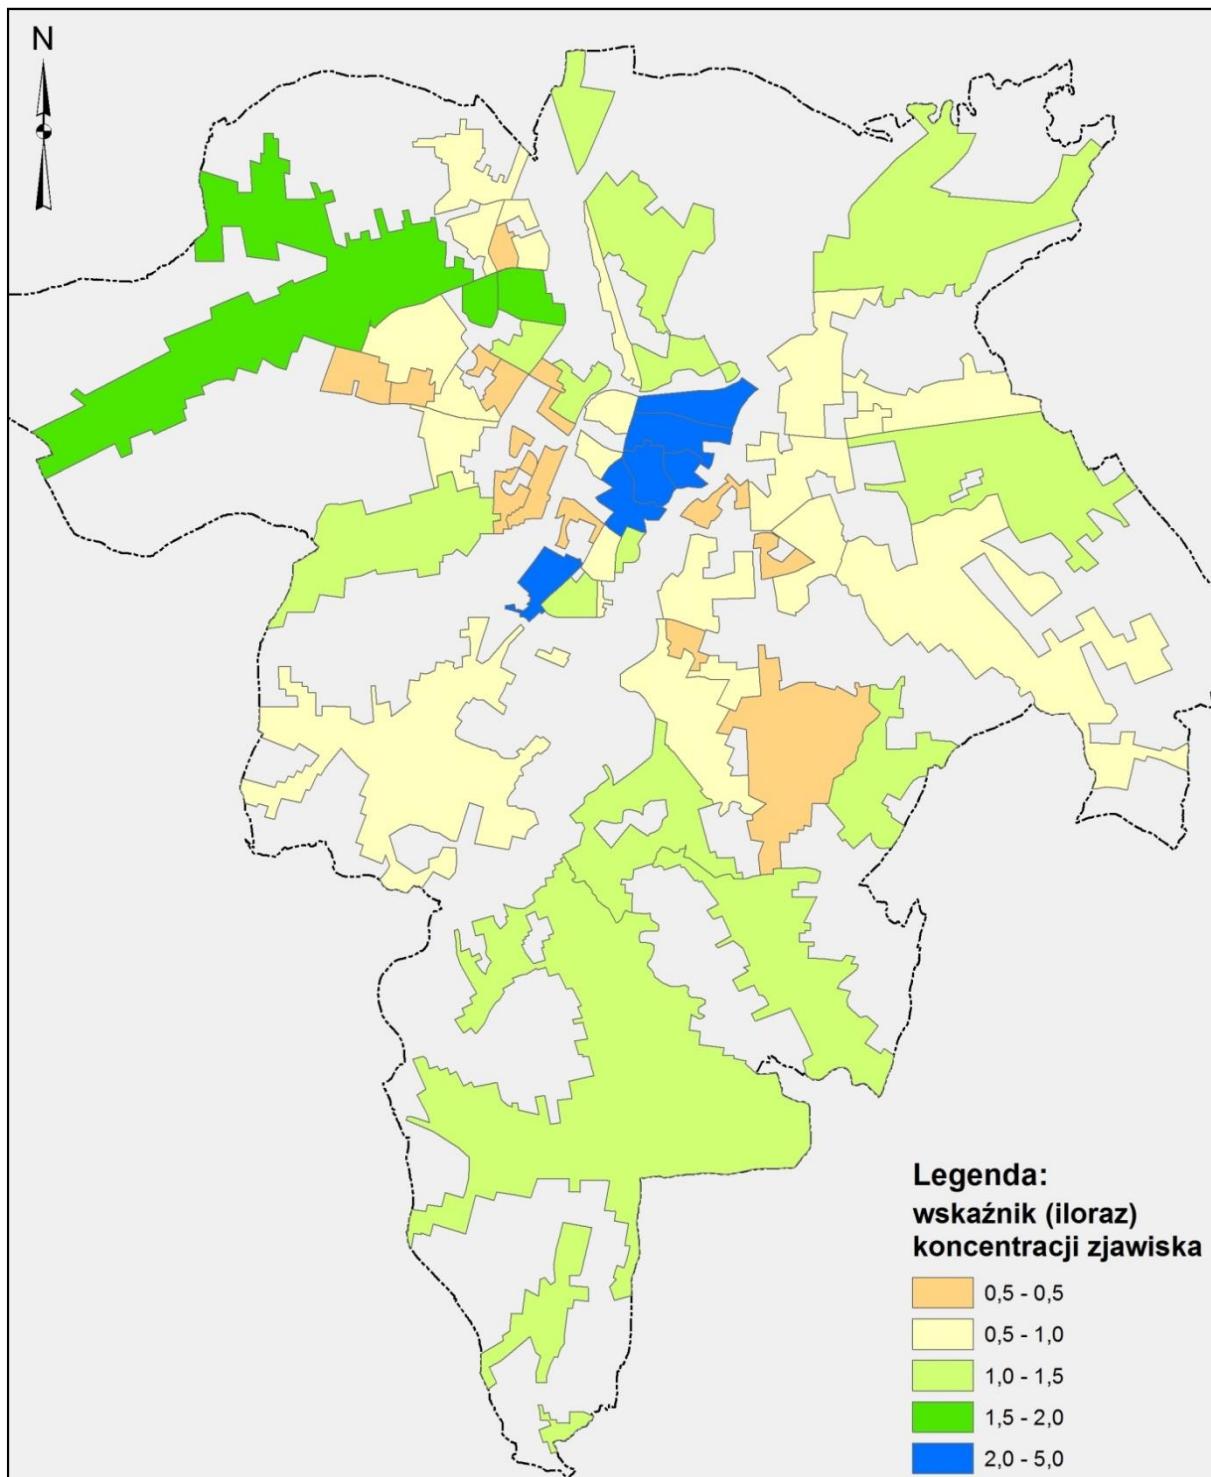 N
Legenda:
wskaźnik (iloraz)
koncentracji zjawiska
0,5 - 0,5
0,5 - 1,0
1,0 - 1,5
1,5 - 2,0
2,0 - 5,0